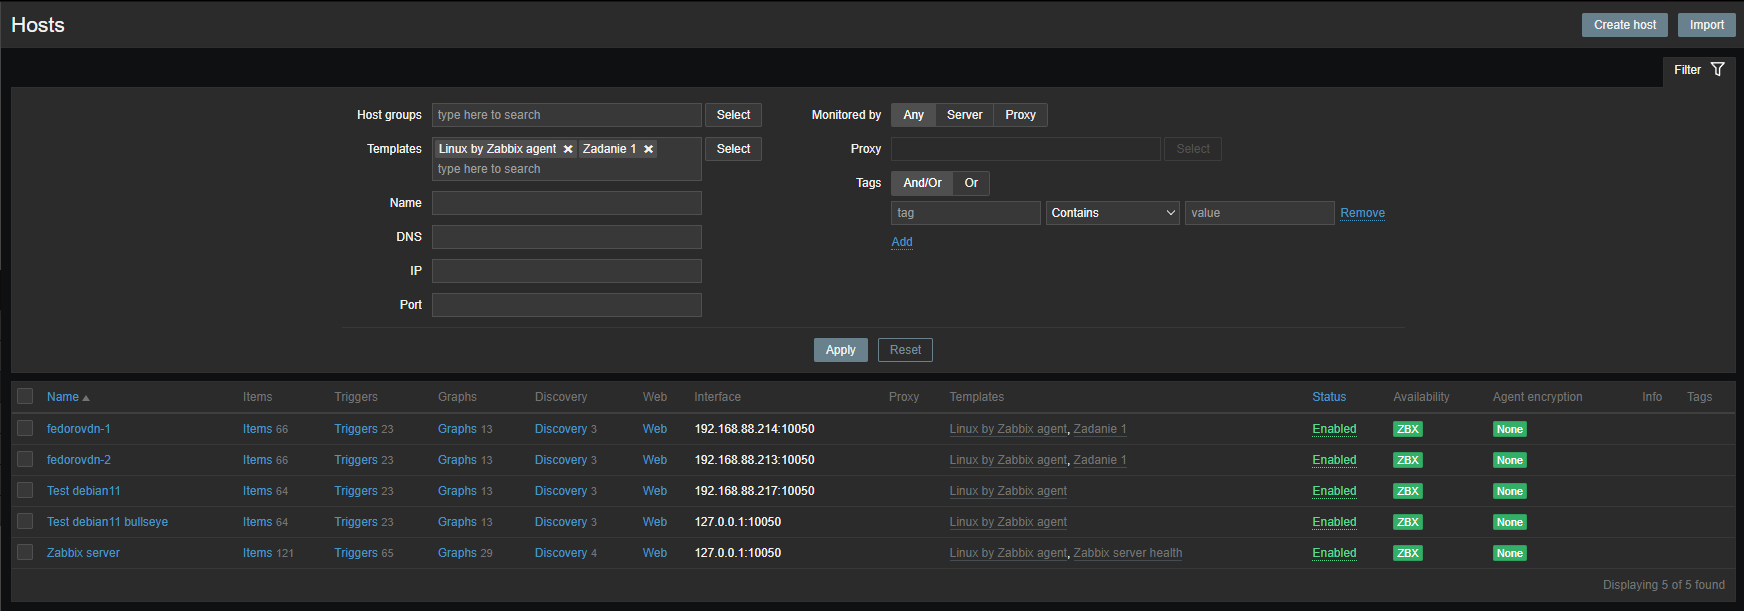 Hosts
Create host
Import
Filter
Host groups type here to search Select
Templates Linux by Zabbix agent Zadanie 1 Select
type here to search
Name
DNS
IP
Port
Monitored by Any Server Proxy
Proxy Select
Tags And/Or Or
tag Contains value Remove
Add
Apply Reset
Name Items Triggers Graphs Discovery Web Interface Proxy Templates Status Availability Agent encryption Info Tags
fedorovdn-1 Items 66 Triggers 23 Graphs 13 Discovery 3 Web 192.168.88.214:10050 Linux by Zabbix agent, Zadanie 1 Enabled ZBX None
fedorovdn-2 Items 66 Triggers 23 Graphs 13 Discovery 3 Web 192.168.88.213:10050 Linux by Zabbix agent, Zadanie 1 Enabled ZBX None
Test debian11 Items 64 Triggers 23 Graphs 13 Discovery 3 Web 192.168.88.217:10050 Linux by Zabbix agent Enabled ZBX None
Test debian11 bullseye Items 64 Triggers 23 Graphs 13 Discovery 3 Web 127.0.0.1:10050 Linux by Zabbix agent Enabled ZBX None
Zabbix server Items 121 Triggers 65 Graphs 29 Discovery 4 Web 127.0.0.1:10050 Linux by Zabbix agent, Zabbix server health Enabled ZBX None
Displaying 5 of 5 found